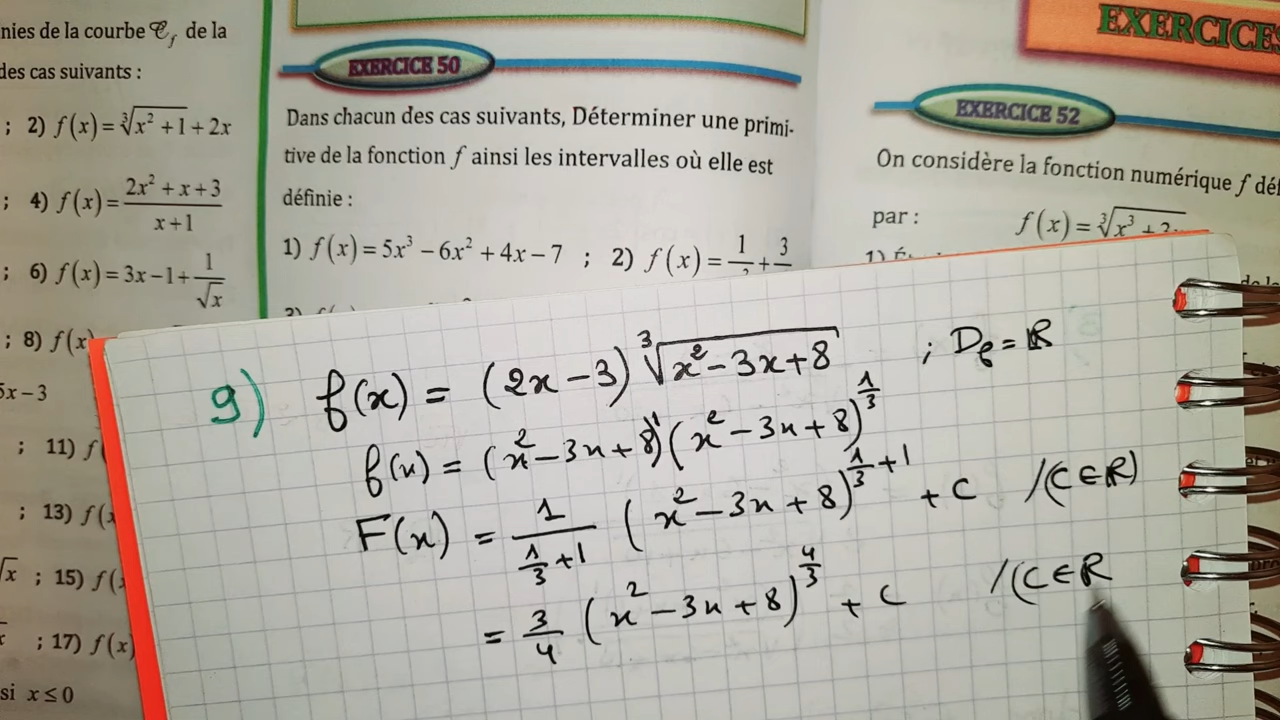 nies de la courbe 𝒞f de la
des cas suivants :
; 2) f(x)=∛(x²+1)+2x
; 4) f(x)=(2x²+x+3)/(x+1)
; 6) f(x)=3x−1+1/√x
; 8) f(x
5x−3
; 11) f
; 13) f(x
√x ; 15) f(
; 17) f(x)
si x≤0
EXERCICE 50
Dans chacun des cas suivants, Déterminer une primi-
tive de la fonction f ainsi les intervalles où elle est
définie :
1) f(x)=5x³−6x²+4x−7 ; 2) f(x)=
EXERCICE
EXERCICE 52
On considère la fonction numérique f déf
par : f(x)=∛(x³+2
9) f(x) = (2x−3) ∛(x²−3x+8) ; Df = ℝ
f(x) = (x²−3x+8)' (x²−3x+8)^(1/3)
F(x) = 1/(1/3+1) (x²−3x+8)^(1/3+1) + C /(C∈ℝ)
= 3/4 (x²−3x+8)^(4/3) + C /(C∈ℝ